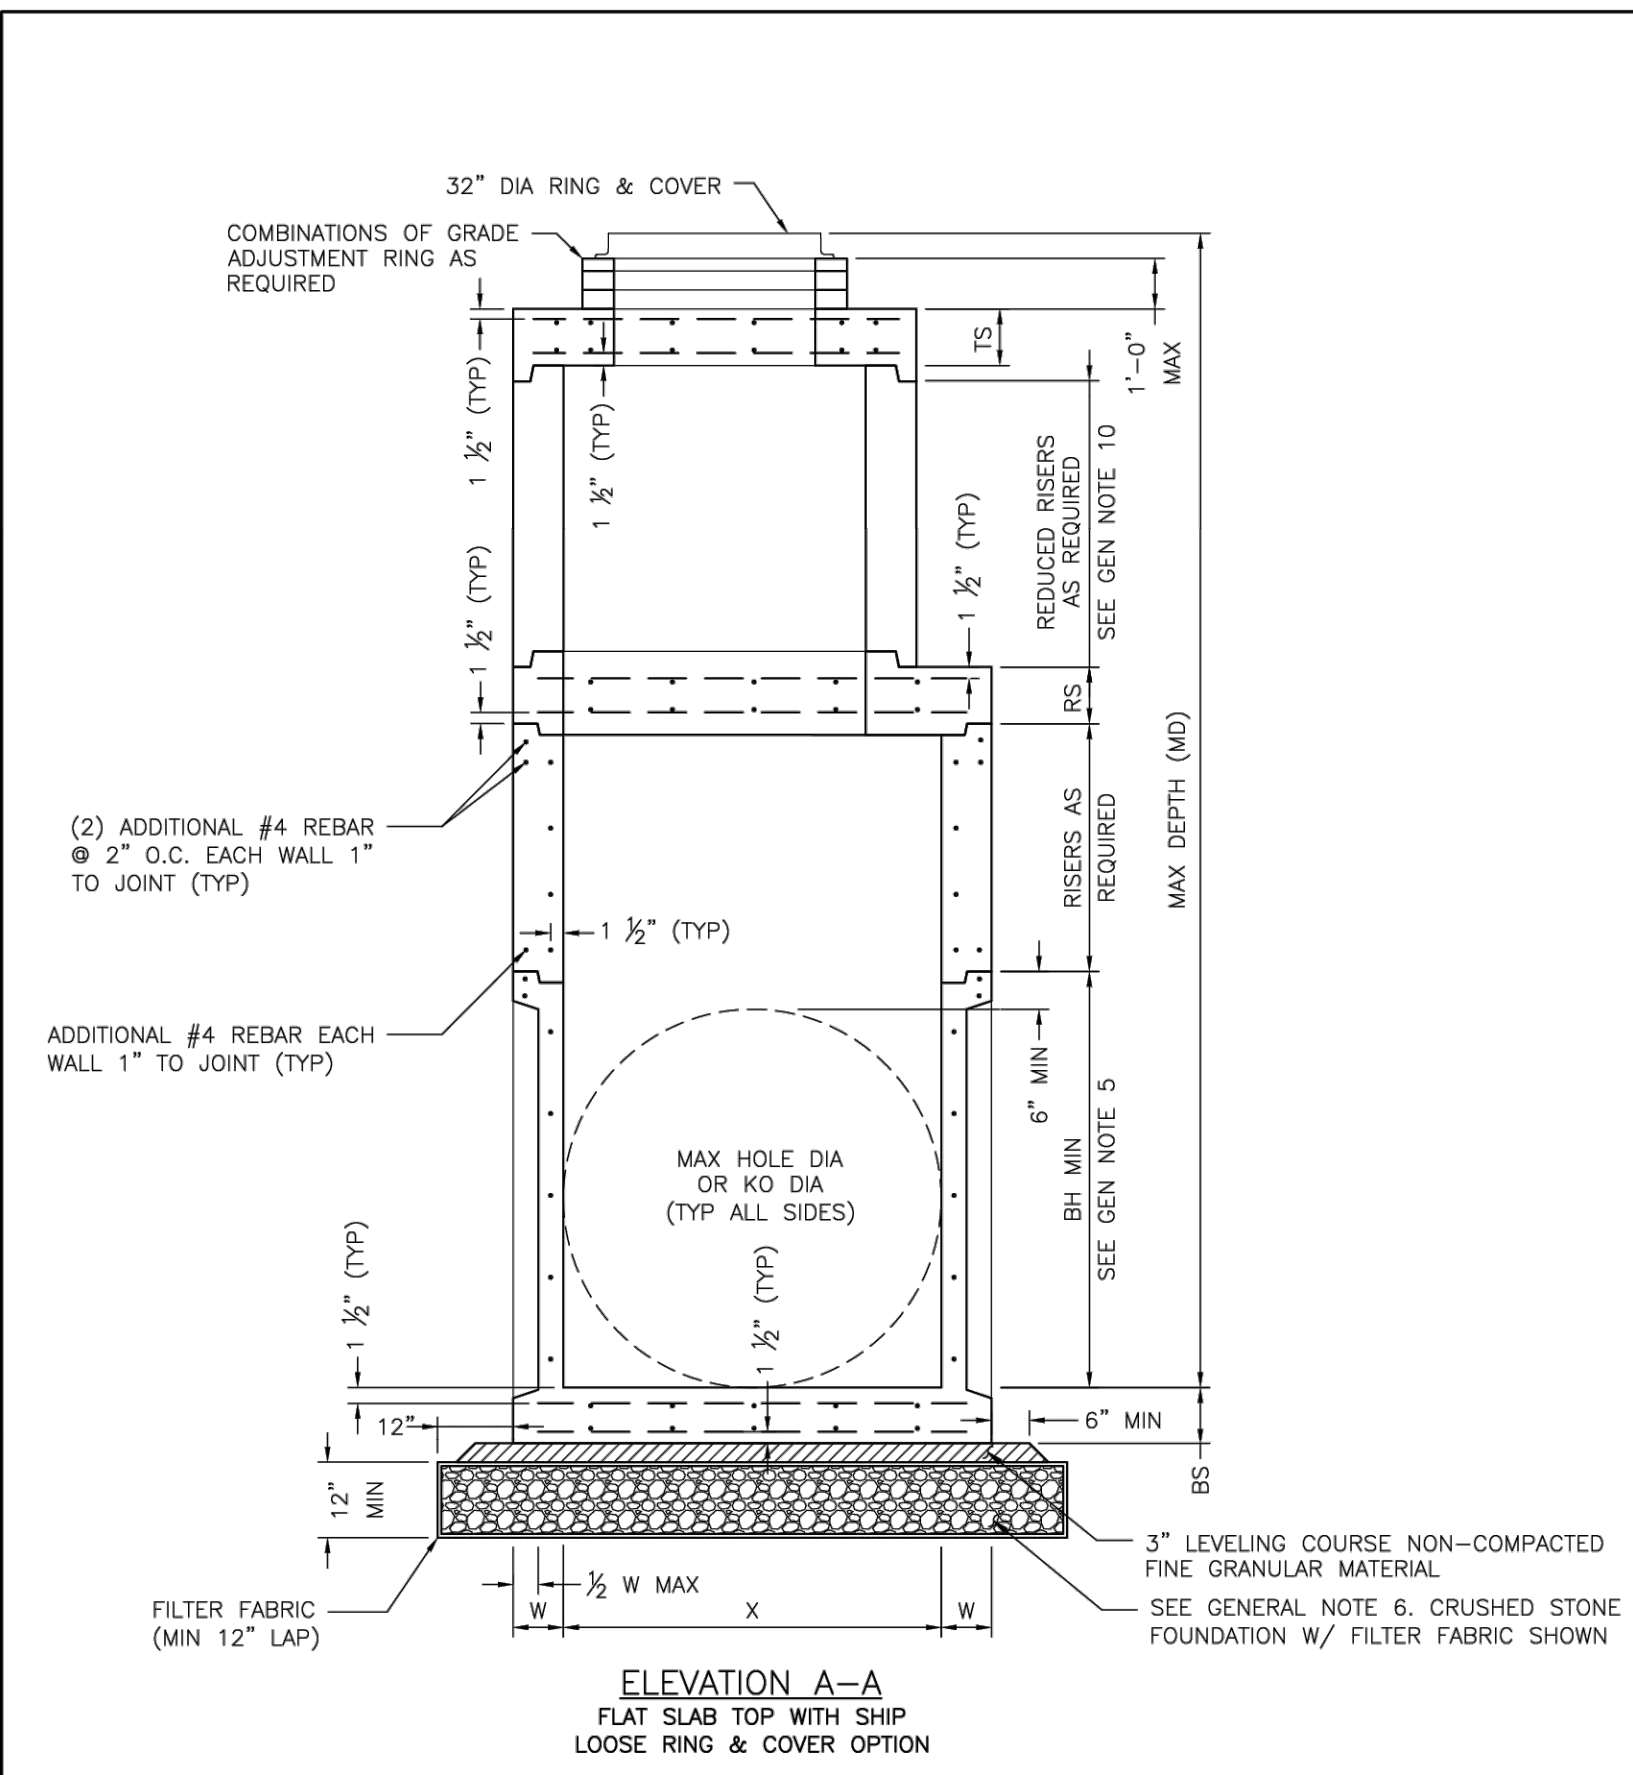 32" DIA RING & COVER
COMBINATIONS OF GRADE
ADJUSTMENT RING AS
REQUIRED
1 ½" (TYP)
1 ½" (TYP)
TS
1'-0"
MAX
REDUCED RISERS
AS REQUIRED
SEE GEN NOTE 10
1 ½" (TYP)
1 ½" (TYP)
RS
MAX DEPTH (MD)
RISERS AS
REQUIRED
(2) ADDITIONAL #4 REBAR
@ 2" O.C. EACH WALL 1"
TO JOINT (TYP)
1 ½" (TYP)
ADDITIONAL #4 REBAR EACH
WALL 1" TO JOINT (TYP)
6" MIN
BH MIN
SEE GEN NOTE 5
MAX HOLE DIA
OR KO DIA
(TYP ALL SIDES)
1 ½" (TYP)
1 ½" (TYP)
12"
6" MIN
BS
12"
MIN
3" LEVELING COURSE NON-COMPACTED
FINE GRANULAR MATERIAL
½ W MAX
W
X
W
FILTER FABRIC
(MIN 12" LAP)
SEE GENERAL NOTE 6. CRUSHED STONE
FOUNDATION W/ FILTER FABRIC SHOWN
ELEVATION A-A
FLAT SLAB TOP WITH SHIP
LOOSE RING & COVER OPTION